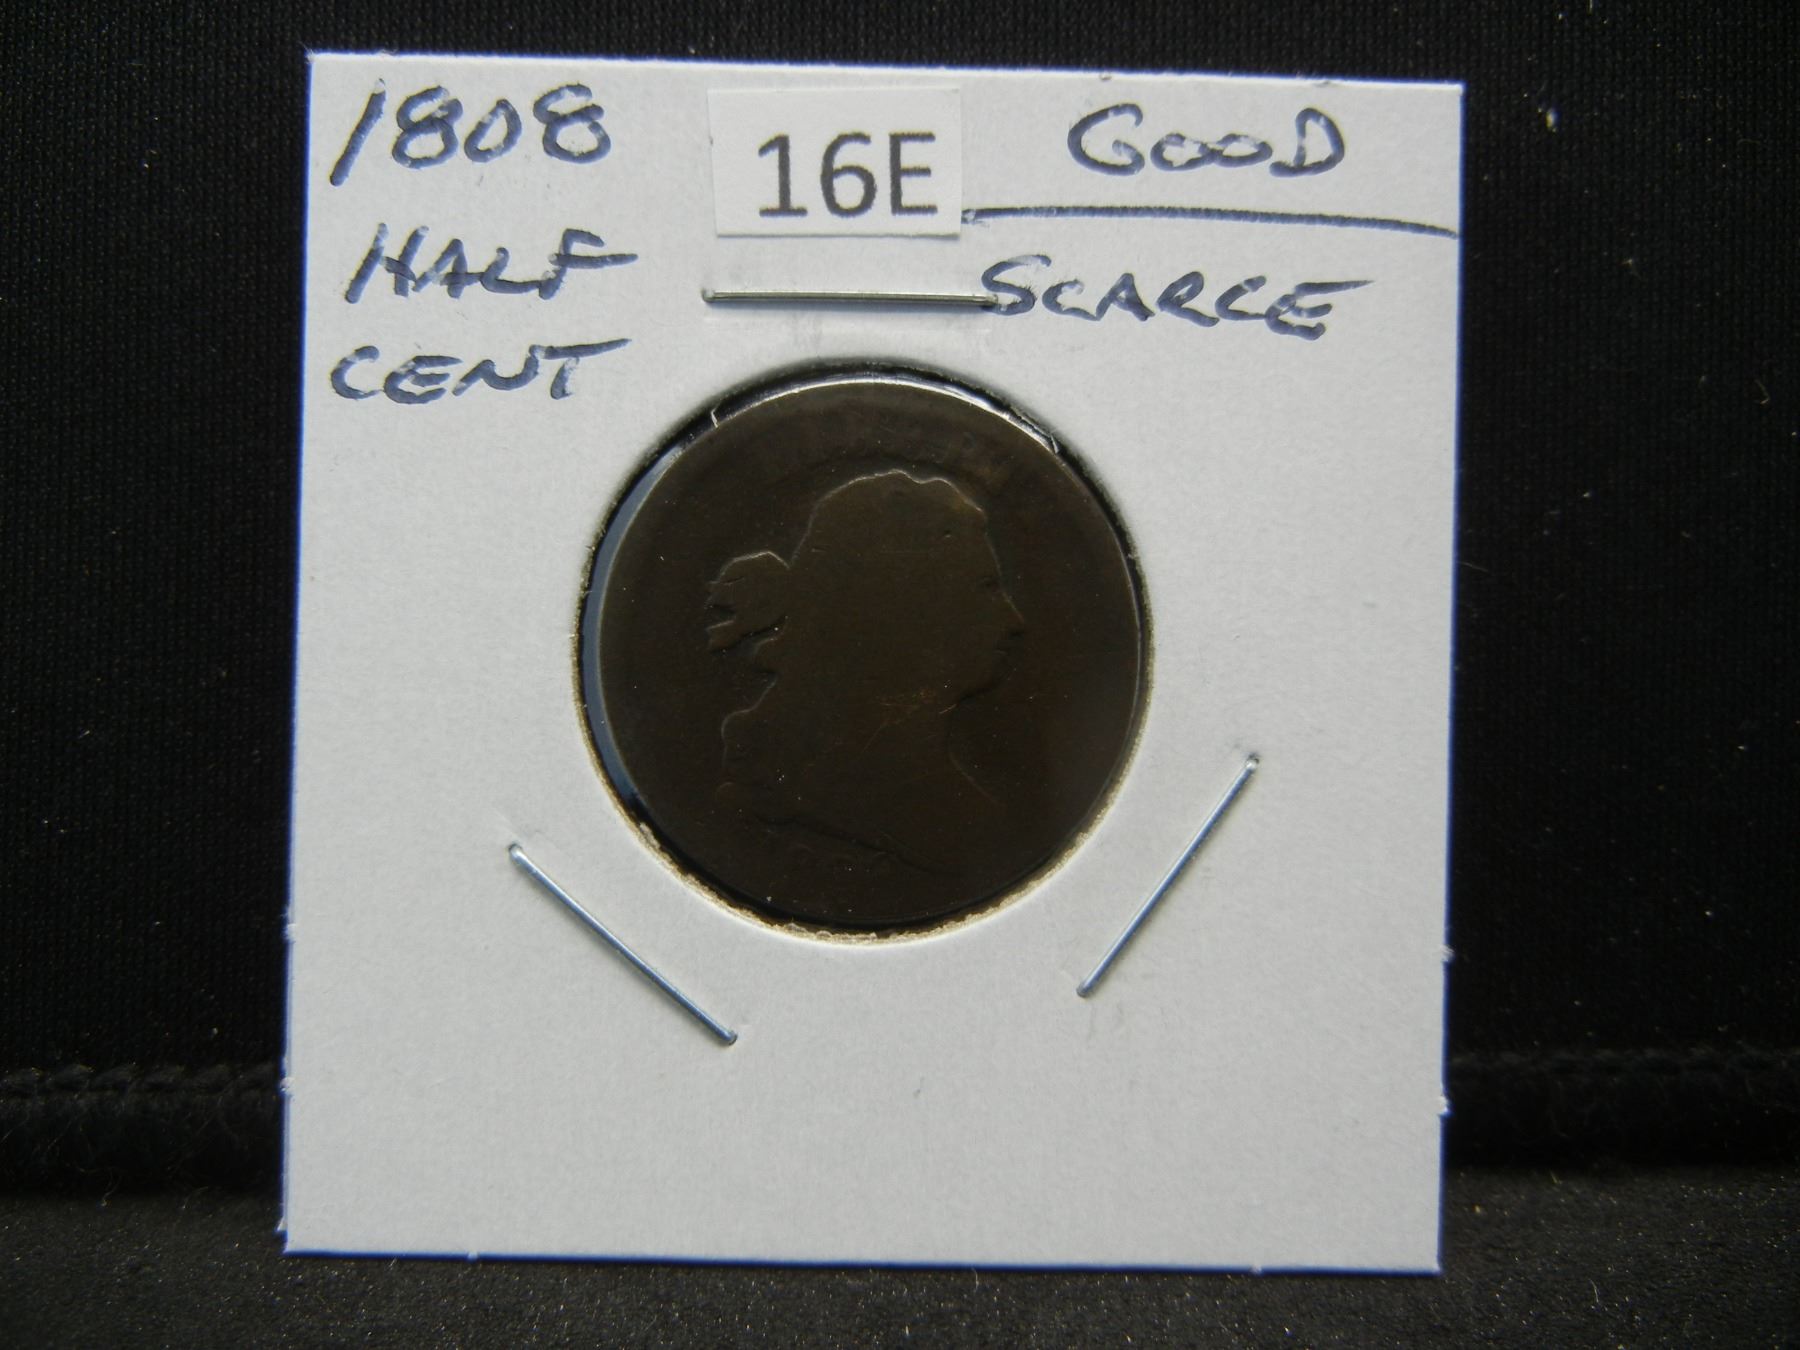 1808
HALF
CENT
16E
GOOD
SCARCE